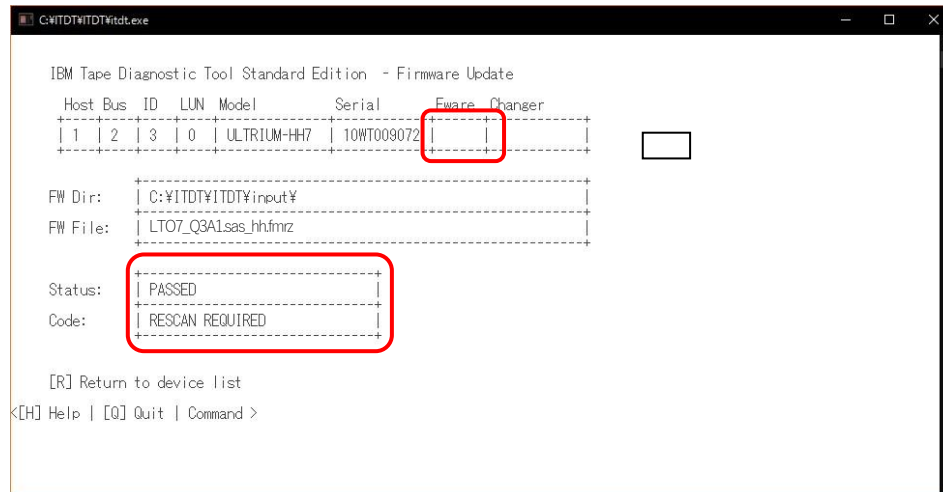 C:¥ITDT¥ITDT¥itdt.exe
IBM Tape Diagnostic Tool Standard Edition - Firmware Update
Host Bus ID LUN Model Serial Fware Changer
| 1 | 2 | 3 | 0 | ULTRIUM-HH7 | 10WT009072 | | |
FW Dir: | C:¥ITDT¥ITDT¥input¥ |
FW File: | LTO7_Q3A1.sas_hh.fmrz |
Status: | PASSED |
Code: | RESCAN REQUIRED |
[R] Return to device list
<[H] Help | [Q] Quit | Command >